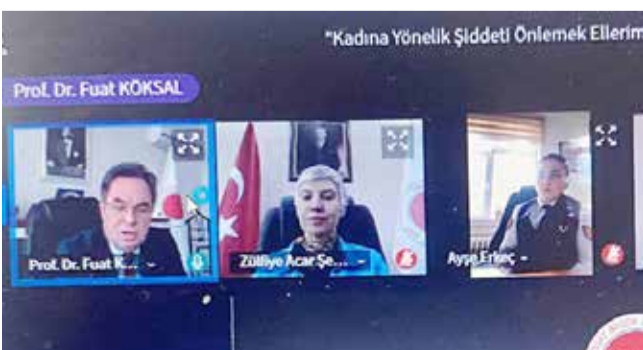 "Kadına Yönelik Şiddeti Önlemek Ellerim
Prof. Dr. Fuat KÖKSAL
Prof. Dr. Fuat K...
Zülfiye Acar Şe...
Ayşe Erkeç